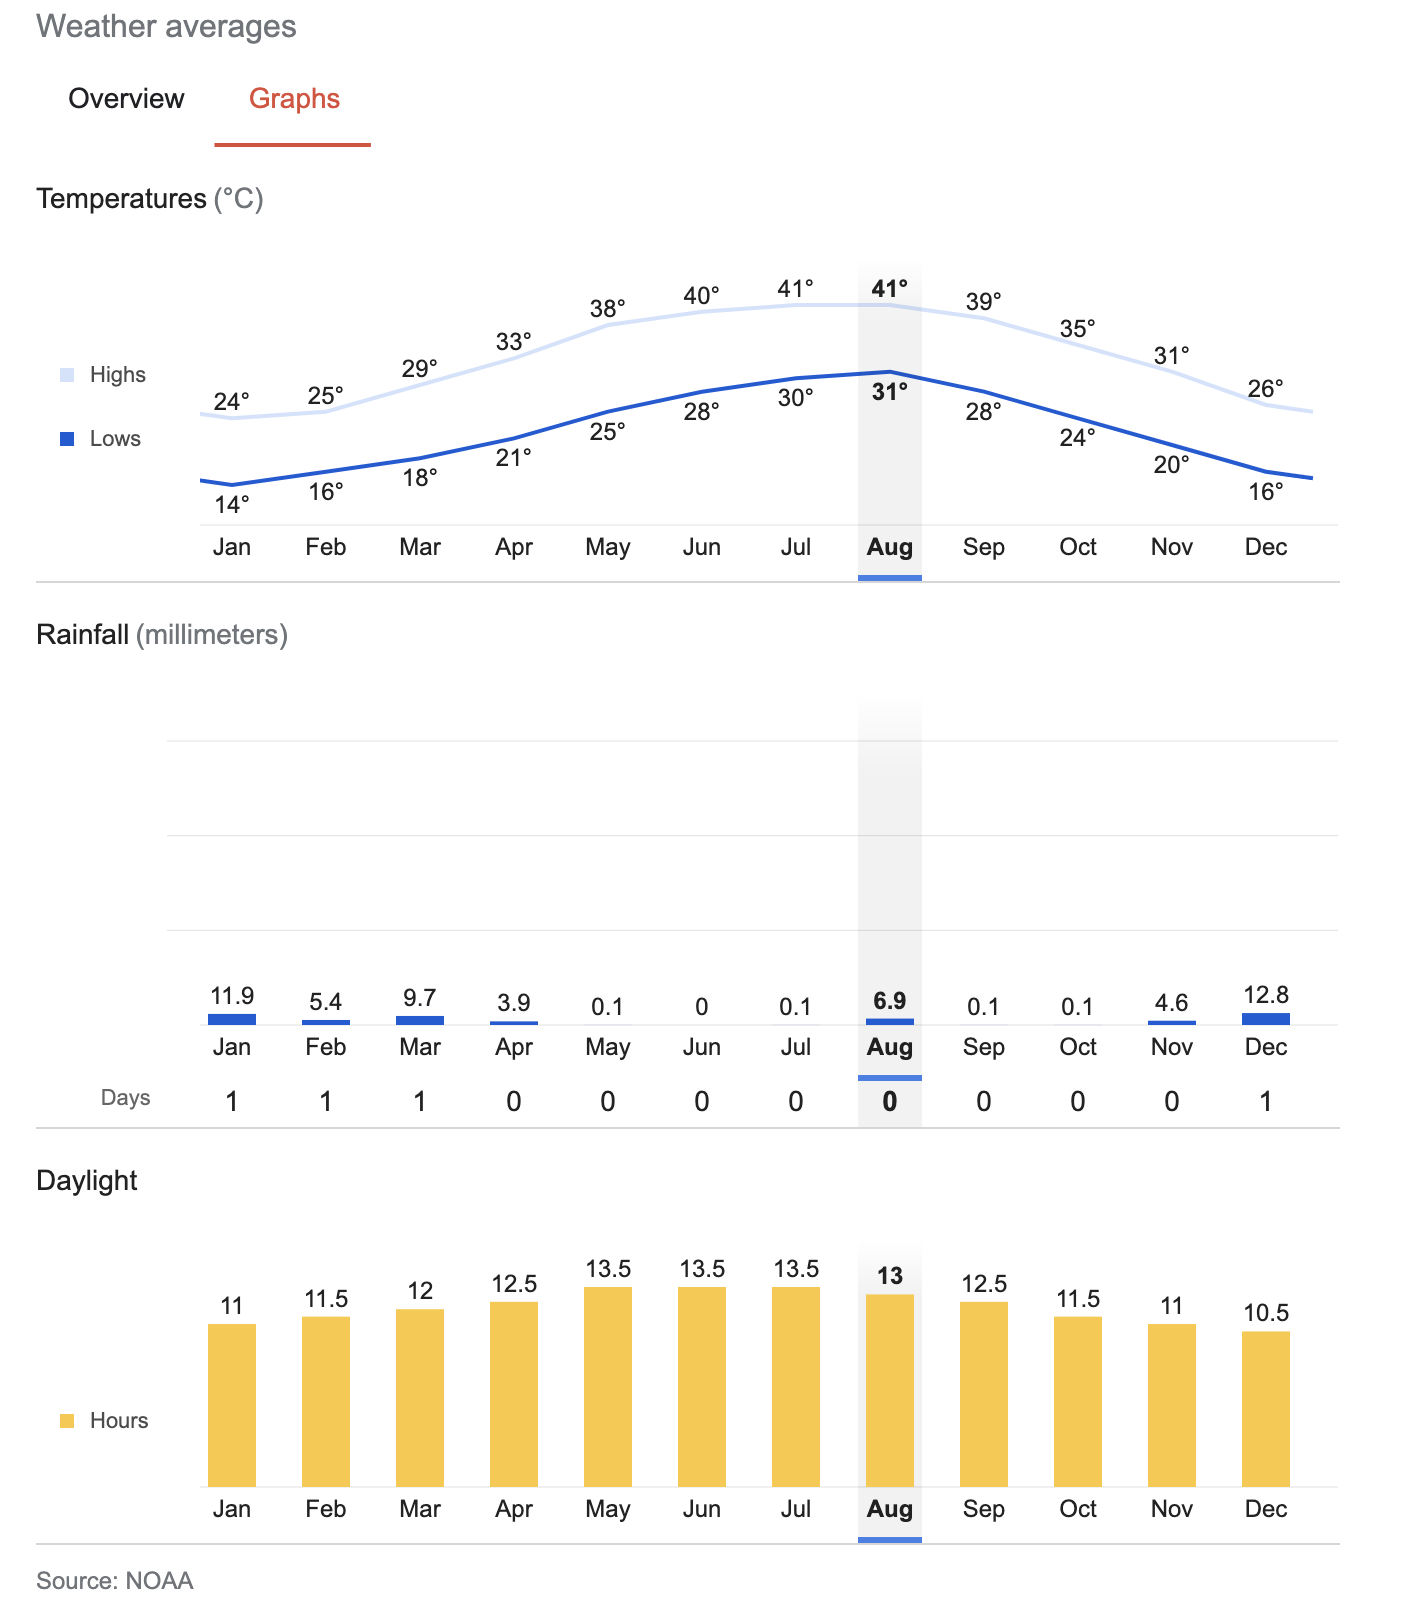 Weather averages
Overview Graphs
Temperatures (°C)
Highs
Lows
24° 25° 29° 33° 38° 40° 41° 41° 39° 35° 31° 26°
14° 16° 18° 21° 25° 28° 30° 31° 28° 24° 20° 16°
Jan Feb Mar Apr May Jun Jul Aug Sep Oct Nov Dec
Rainfall (millimeters)
11.9 5.4 9.7 3.9 0.1 0 0.1 6.9 0.1 0.1 4.6 12.8
Jan Feb Mar Apr May Jun Jul Aug Sep Oct Nov Dec
Days 1 1 1 0 0 0 0 0 0 0 0 1
Daylight
11 11.5 12 12.5 13.5 13.5 13.5 13 12.5 11.5 11 10.5
Hours
Jan Feb Mar Apr May Jun Jul Aug Sep Oct Nov Dec
Source: NOAA